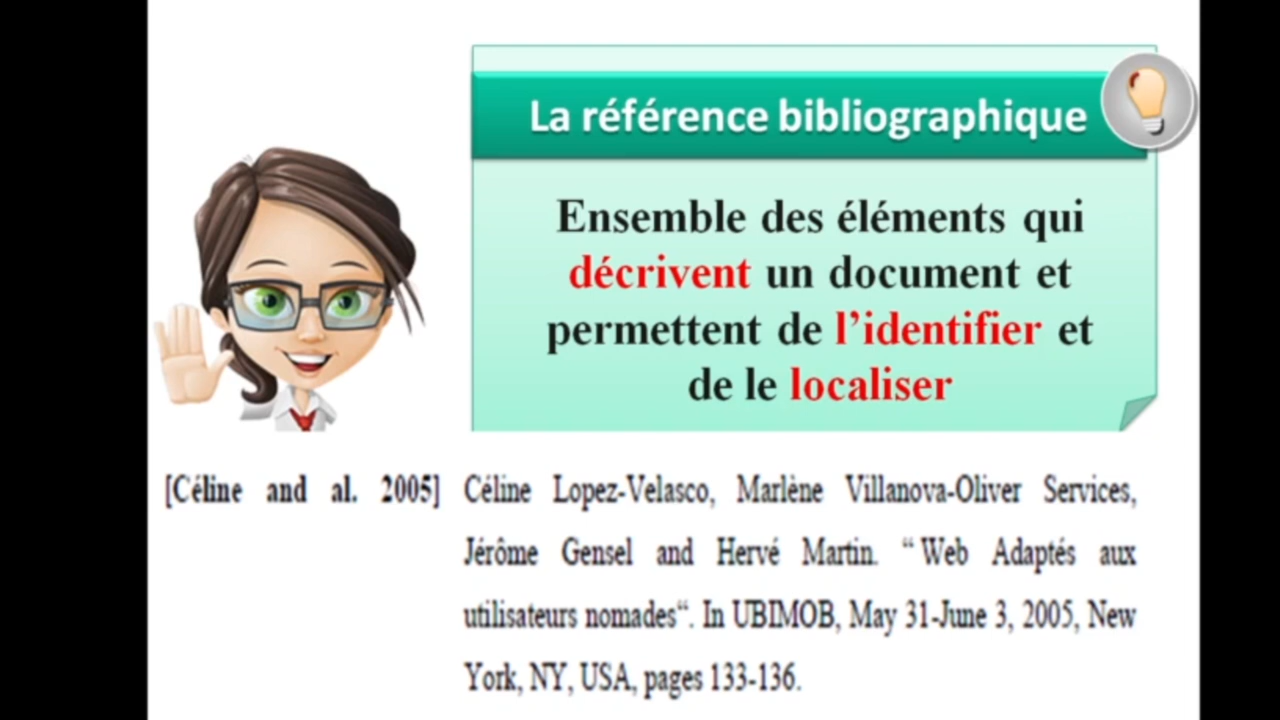 La référence bibliographique
Ensemble des éléments qui
décrivent un document et
permettent de l’identifier et
de le localiser
[Céline and al. 2005] Céline Lopez-Velasco, Marlène Villanova-Oliver Services,
Jérôme Gensel and Hervé Martin. “ Web Adaptés aux
utilisateurs nomades“. In UBIMOB, May 31-June 3, 2005, New
York, NY, USA, pages 133-136.